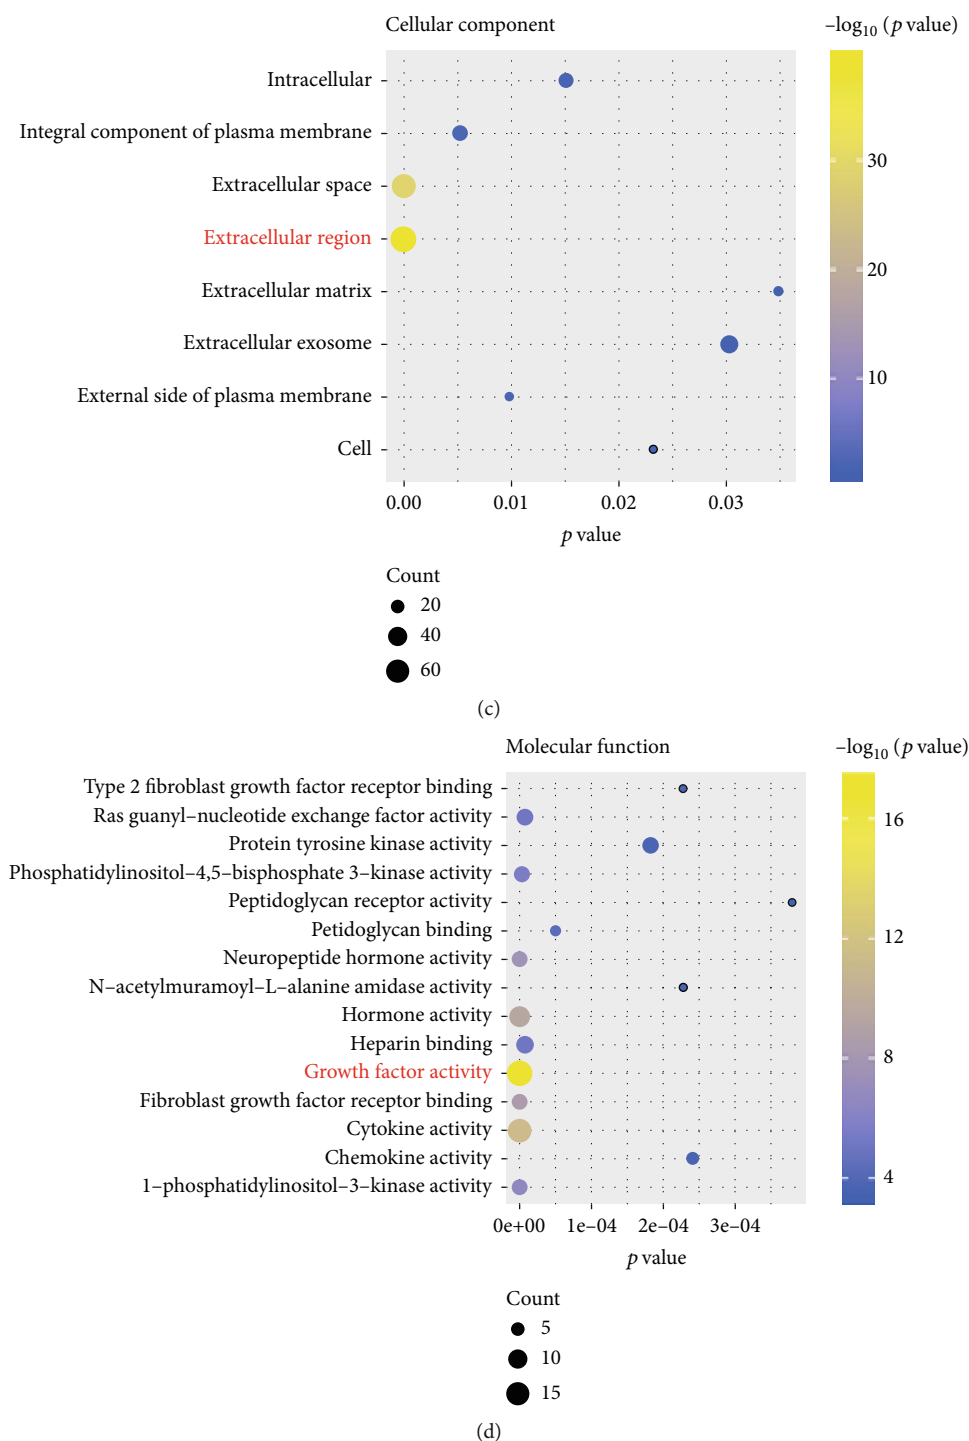 Cellular component
–log10 (p value)
Intracellular
Integral component of plasma membrane
Extracellular space
Extracellular region
Extracellular matrix
Extracellular exosome
External side of plasma membrane
Cell
30
20
10
0.00 0.01 0.02 0.03
p value
Count
20
40
60
(c)
Molecular function
–log10 (p value)
Type 2 fibroblast growth factor receptor binding
Ras guanyl–nucleotide exchange factor activity
Protein tyrosine kinase activity
Phosphatidylinositol–4,5–bisphosphate 3–kinase activity
Peptidoglycan receptor activity
Petidoglycan binding
Neuropeptide hormone activity
N–acetylmuramoyl–L–alanine amidase activity
Hormone activity
Heparin binding
Growth factor activity
Fibroblast growth factor receptor binding
Cytokine activity
Chemokine activity
1–phosphatidylinositol–3–kinase activity
16
12
8
4
0e+00 1e–04 2e–04 3e–04
p value
Count
5
10
15
(d)